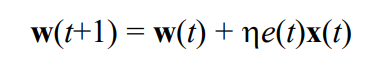 w(t+1) = w(t) + ηe(t)x(t)